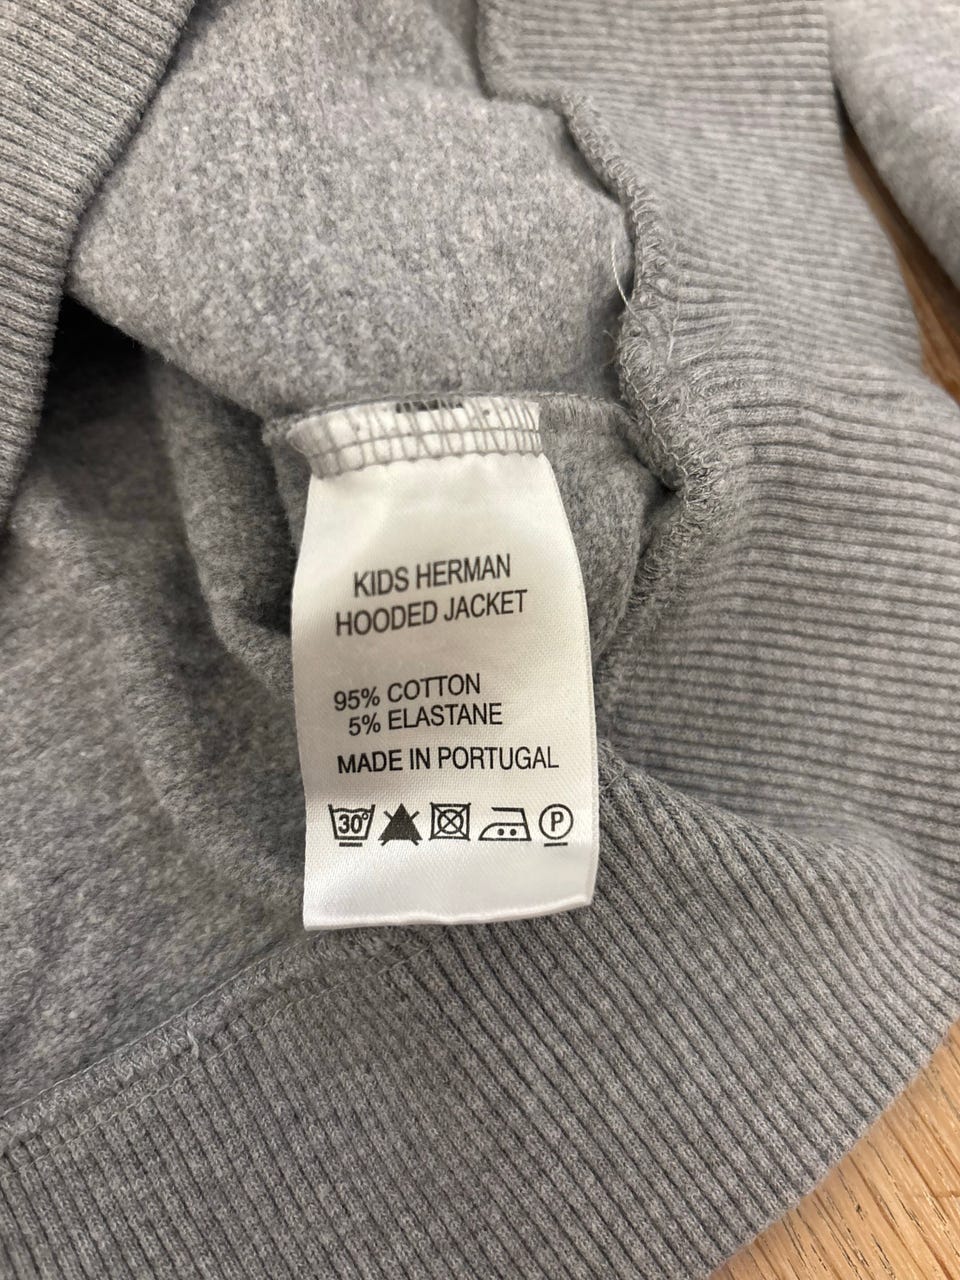 KIDS HERMAN
HOODED JACKET
95% COTTON
5% ELASTANE
MADE IN PORTUGAL
30° P